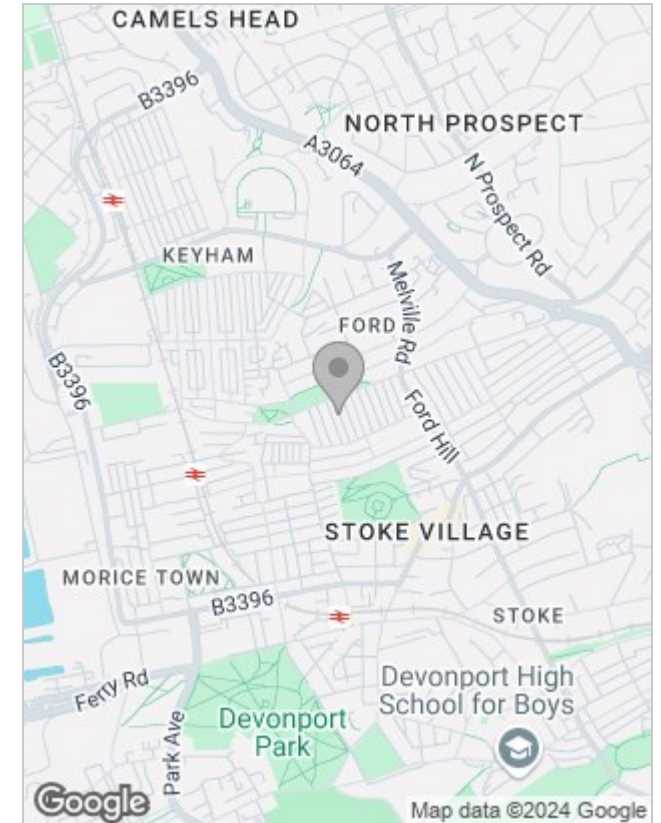 CAMELS HEAD
B3396
NORTH PROSPECT
A3064
N Prospect Rd
KEYHAM
Melville Rd
FORD
B3396
Ford Hill
STOKE VILLAGE
MORICE TOWN
B3396
STOKE
Ferry Rd
Devonport High
School for Boys
Devonport
Park
Park Ave
Google
Map data ©2024 Google